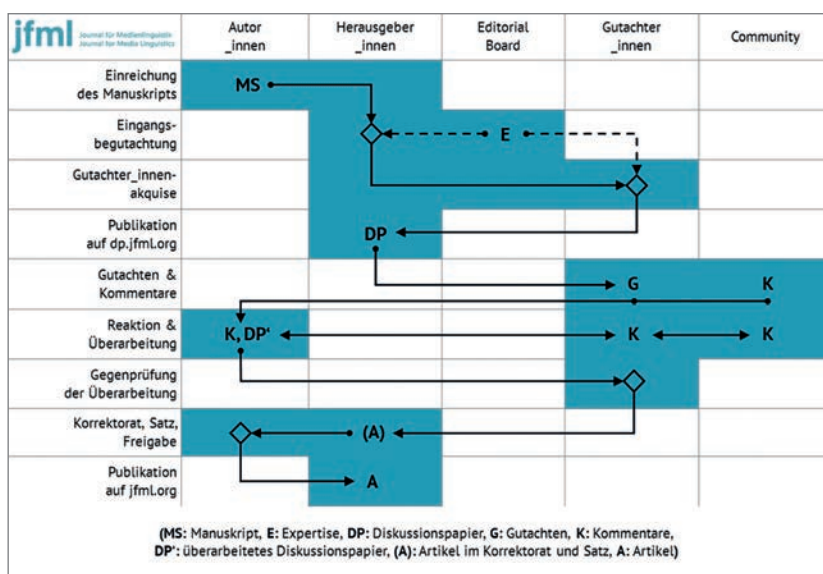 jfml
Journal für Medienlinguistik
Journal for Media Linguistics
Autor
_innen
Herausgeber
_innen
Editorial
Board
Gutachter
_innen
Community
Einreichung
des Manuskripts
MS
Eingangs-
begutachtung
E
Gutachter_innen-
akquise
Publikation
auf dp.jfml.org
DP
Gutachten &
Kommentare
G
K
Reaktion &
Überarbeitung
K, DP‘
K
K
Gegenprüfung
der Überarbeitung
Korrektorat, Satz,
Freigabe
(A)
Publikation
auf jfml.org
A
(MS: Manuskript, E: Expertise, DP: Diskussionspapier, G: Gutachten, K: Kommentare,
DP‘: überarbeitetes Diskussionspapier, (A): Artikel im Korrektorat und Satz, A: Artikel)